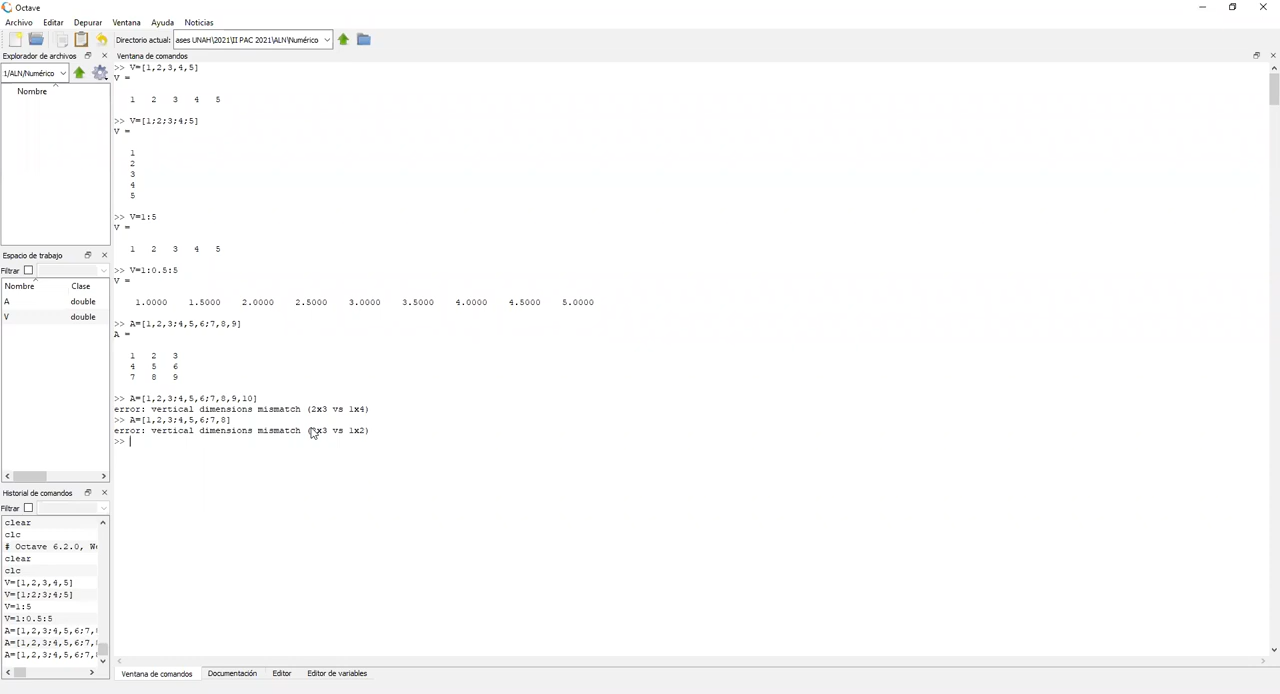 Octave
Archivo Editar Depurar Ventana Ayuda Noticias
Directorio actual: ases UNAH\2021\II PAC 2021\ALN\Numérico
Explorador de archivos
1/ALN/Numérico
Nombre
Espacio de trabajo
Filtrar
Nombre Clase
A double
V double
Historial de comandos
Filtrar
clear
clc
# Octave 6.2.0, We
clear
clc
V=[1,2,3,4,5]
V=[1;2;3;4;5]
V=1:5
V=1:0.5:5
A=[1,2,3;4,5,6;7,8
A=[1,2,3;4,5,6;7,8
A=[1,2,3;4,5,6;7,8
Ventana de comandos
>> V=[1,2,3,4,5]
V =
1 2 3 4 5
>> V=[1;2;3;4;5]
V =
1
2
3
4
5
>> V=1:5
V =
1 2 3 4 5
>> V=1:0.5:5
V =
1.0000 1.5000 2.0000 2.5000 3.0000 3.5000 4.0000 4.5000 5.0000
>> A=[1,2,3;4,5,6;7,8,9]
A =
1 2 3
4 5 6
7 8 9
>> A=[1,2,3;4,5,6;7,8,9,10]
error: vertical dimensions mismatch (2x3 vs 1x4)
>> A=[1,2,3;4,5,6;7,8]
error: vertical dimensions mismatch (2x3 vs 1x2)
>>
Ventana de comandos Documentación Editor Editor de variables